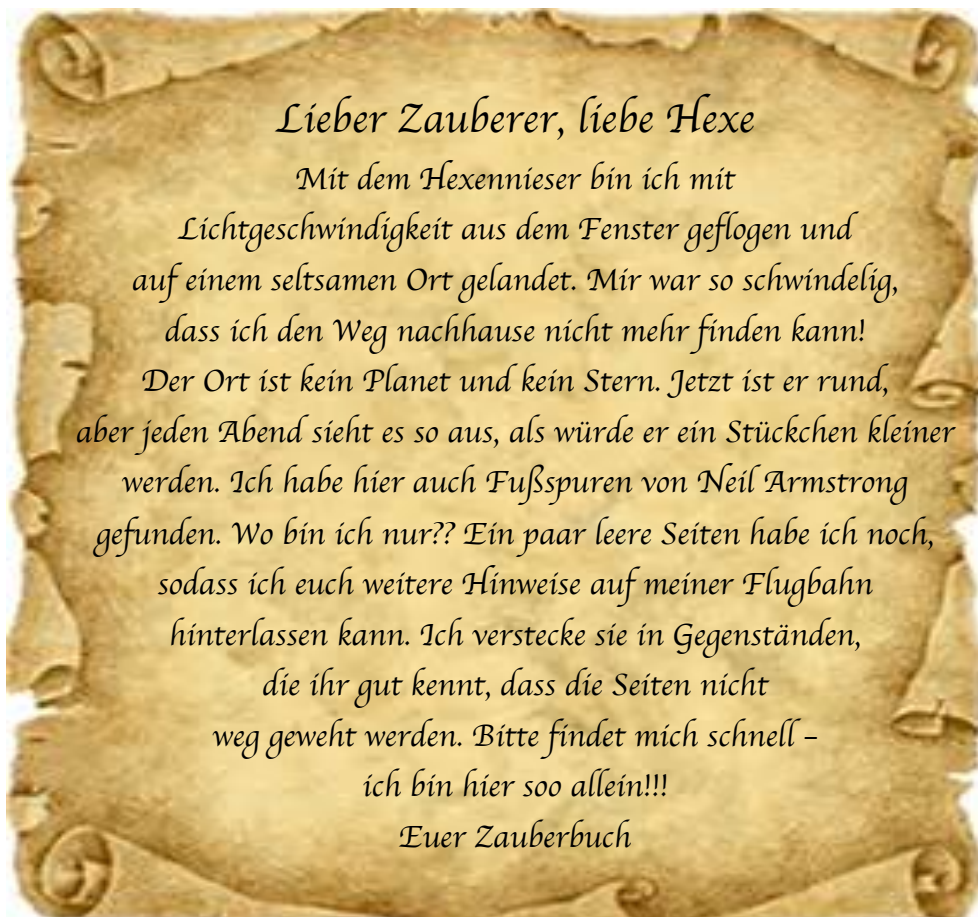 Lieber Zauberer, liebe Hexe
Mit dem Hexennieser bin ich mit
Lichtgeschwindigkeit aus dem Fenster geflogen und
auf einem seltsamen Ort gelandet. Mir war so schwindelig,
dass ich den Weg nachhause nicht mehr finden kann!
Der Ort ist kein Planet und kein Stern. Jetzt ist er rund,
aber jeden Abend sieht es so aus, als würde er ein Stückchen kleiner
werden. Ich habe hier auch Fußspuren von Neil Armstrong
gefunden. Wo bin ich nur?? Ein paar leere Seiten habe ich noch,
sodass ich euch weitere Hinweise auf meiner Flugbahn
hinterlassen kann. Ich verstecke sie in Gegenständen,
die ihr gut kennt, dass die Seiten nicht
weg geweht werden. Bitte findet mich schnell –
ich bin hier soo allein!!!
Euer Zauberbuch